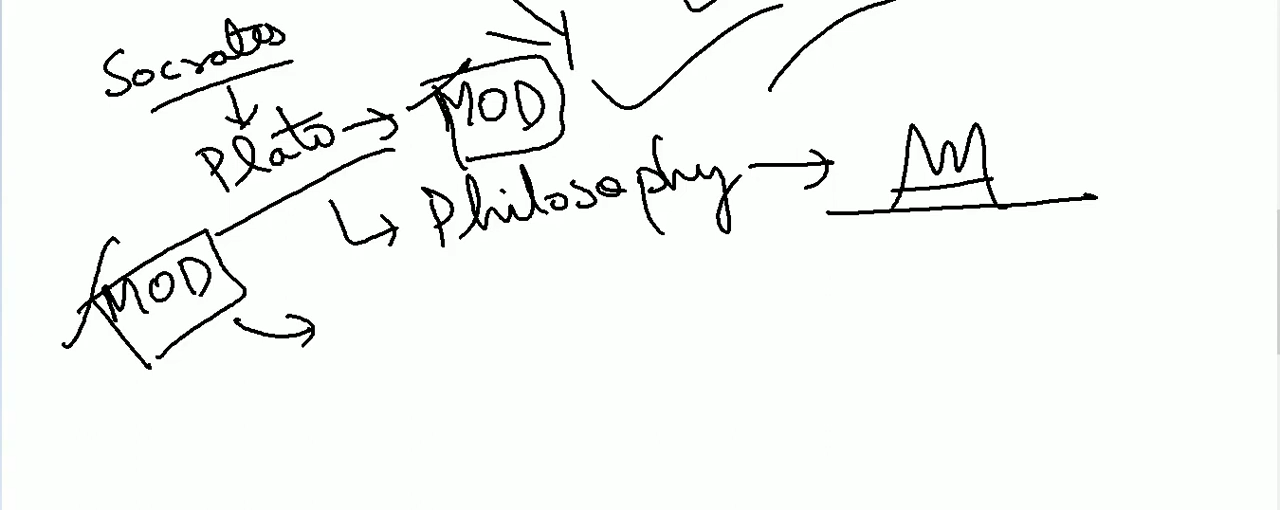 Socrates
Plato → MOD
↳ Philosophy →
MOD